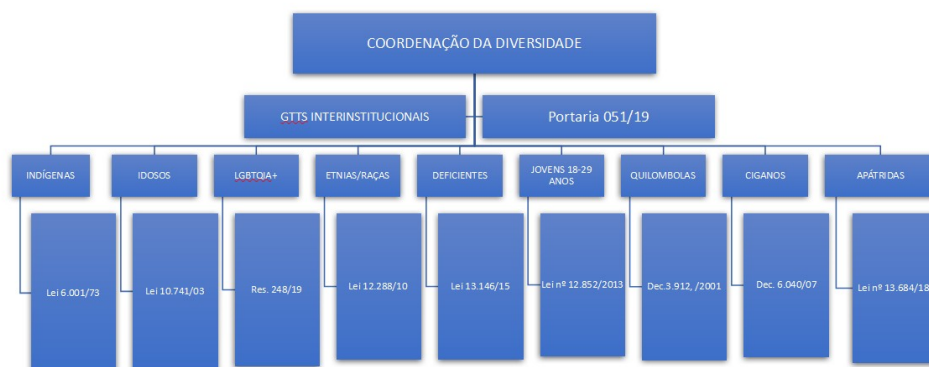 COORDENAÇÃO DA DIVERSIDADE
GTTS INTERINSTITUCIONAIS
Portaria 051/19
INDÍGENAS
IDOSOS
LGBTQIA+
ETNIAS/RAÇAS
DEFICIENTES
JOVENS 18-29
ANOS
QUILOMBOLAS
CIGANOS
APÁTRIDAS
Lei 6.001/73
Lei 10.741/03
Res. 248/19
Lei 12.288/10
Lei 13.146/15
Lei nº 12.852/2013
Dec.3.912, /2001
Dec. 6.040/07
Lei nº 13.684/18